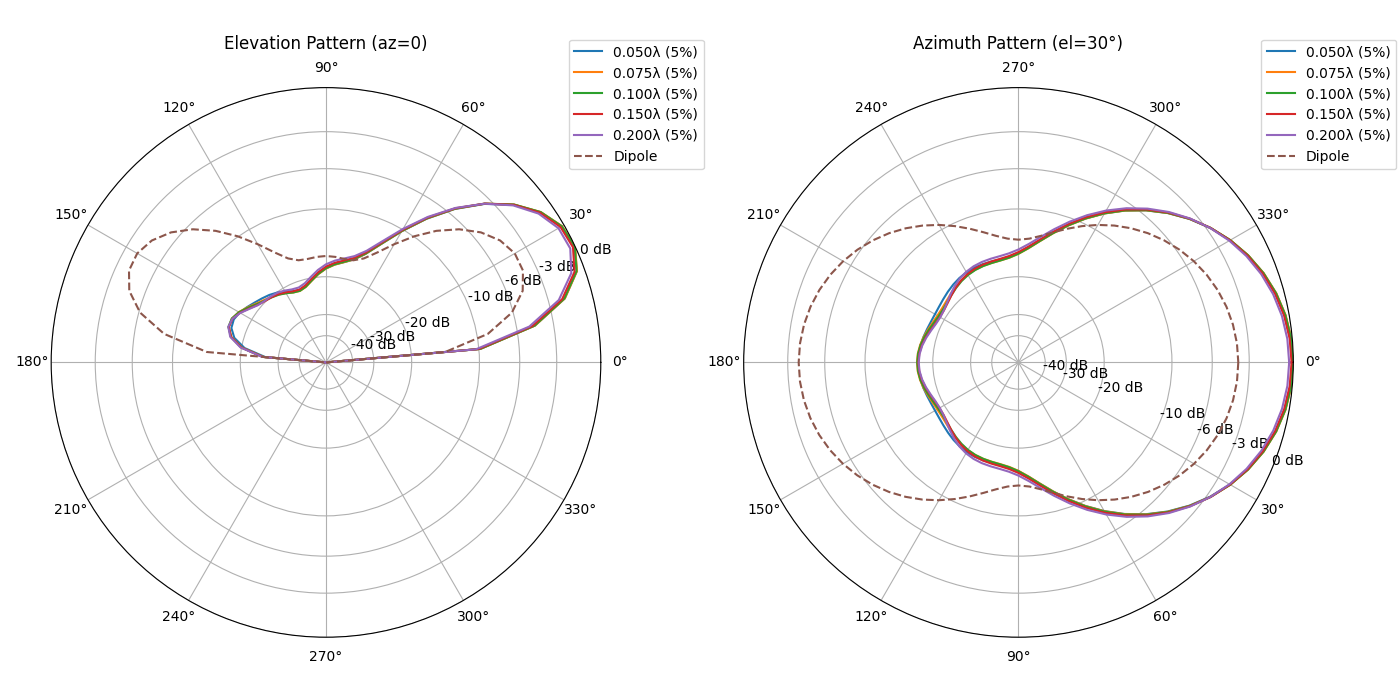 Elevation Pattern (az=0)
90°
120°
60°
150°
30°
180°
0°
210°
330°
240°
300°
270°
0 dB
-3 dB
-6 dB
-10 dB
-20 dB
-30 dB
-40 dB
0.050λ (5%)
0.075λ (5%)
0.100λ (5%)
0.150λ (5%)
0.200λ (5%)
Dipole
Azimuth Pattern (el=30°)
270°
240°
300°
210°
330°
180°
0°
150°
30°
120°
60°
90°
-40 dB
-30 dB
-20 dB
-10 dB
-6 dB
-3 dB
0 dB
0.050λ (5%)
0.075λ (5%)
0.100λ (5%)
0.150λ (5%)
0.200λ (5%)
Dipole